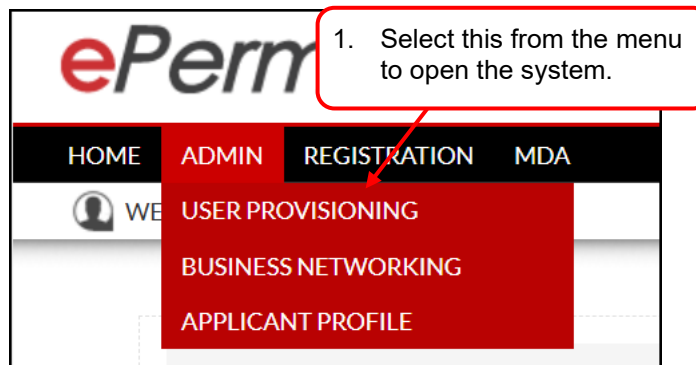 ePerm
1. Select this from the menu
to open the system.
HOME ADMIN REGISTRATION MDA
WE USER PROVISIONING
BUSINESS NETWORKING
APPLICANT PROFILE